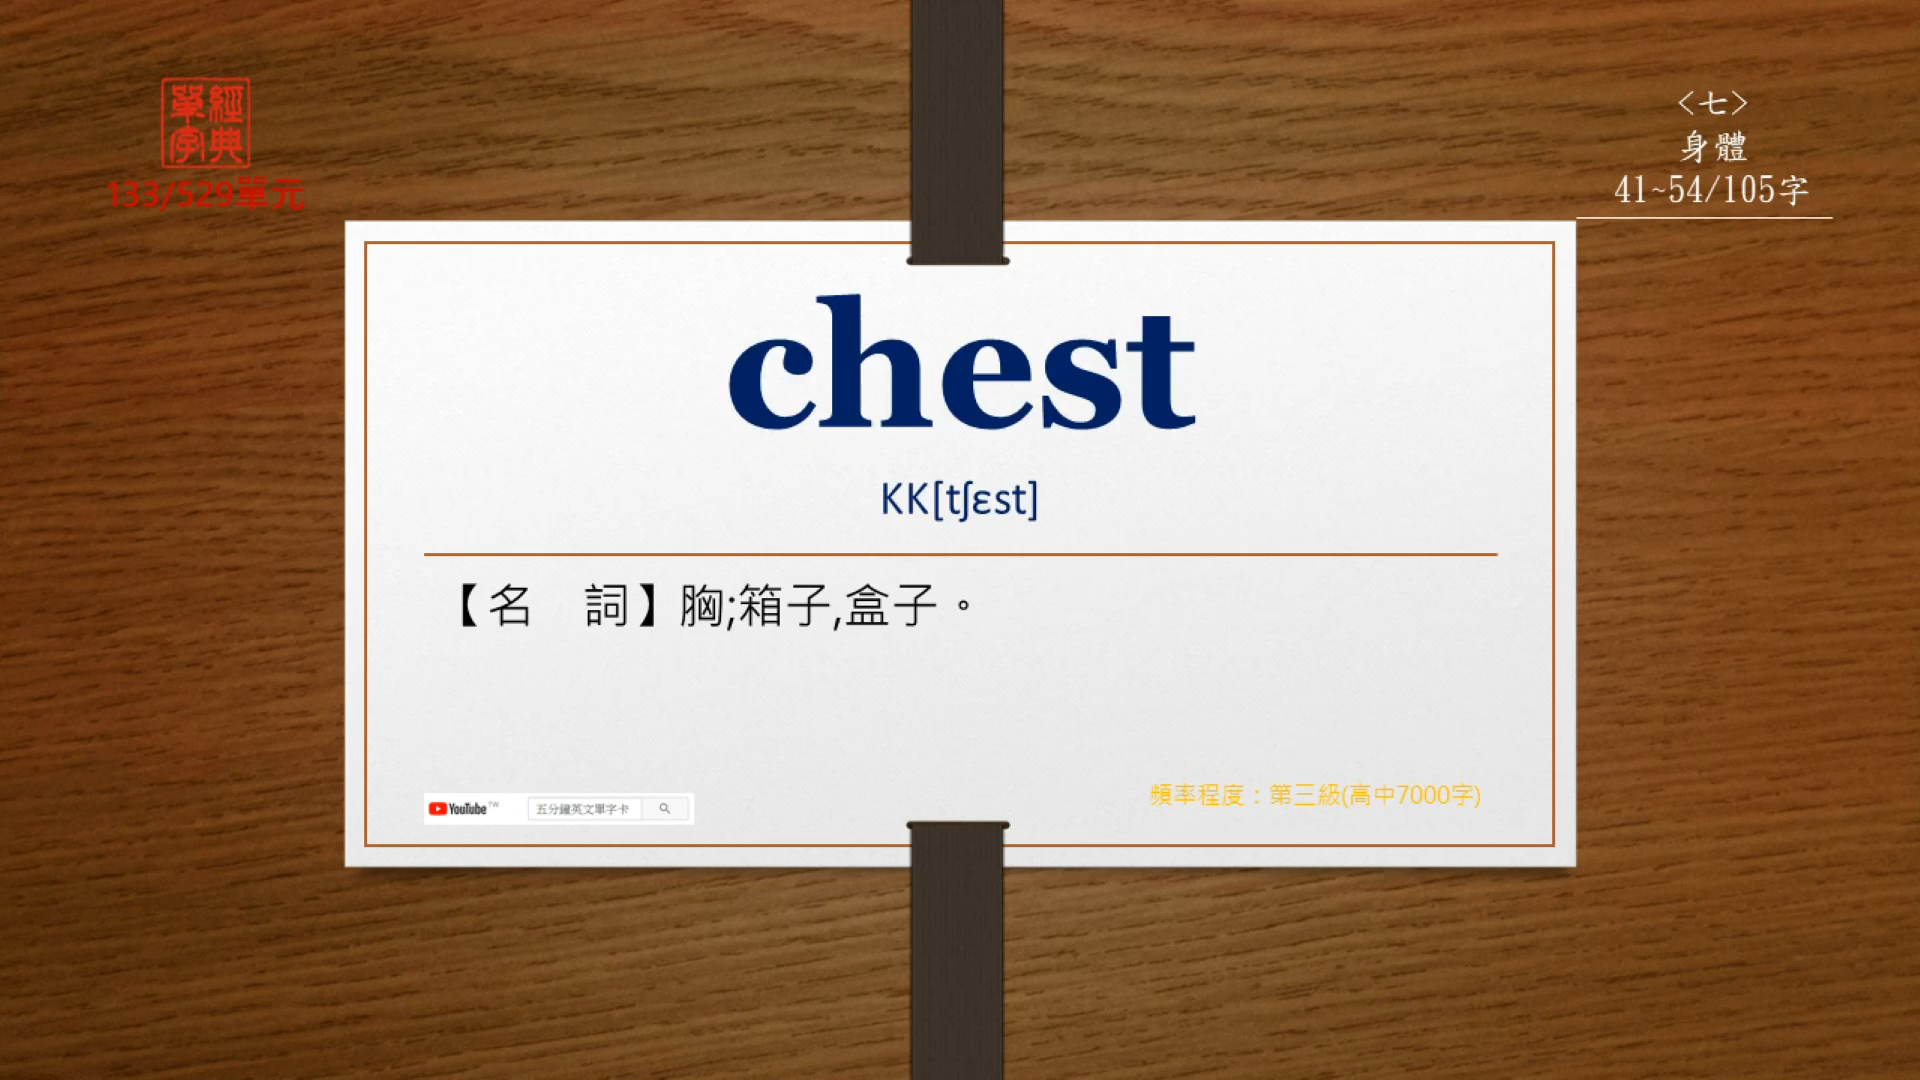 經典
單字
133/529單元
〈七〉
身體
41~54/105字
chest
KK[tʃɛst]
【名　詞】胸;箱子,盒子。
YouTube TW
五分鐘英文單字卡
頻率程度：第三級(高中7000字)